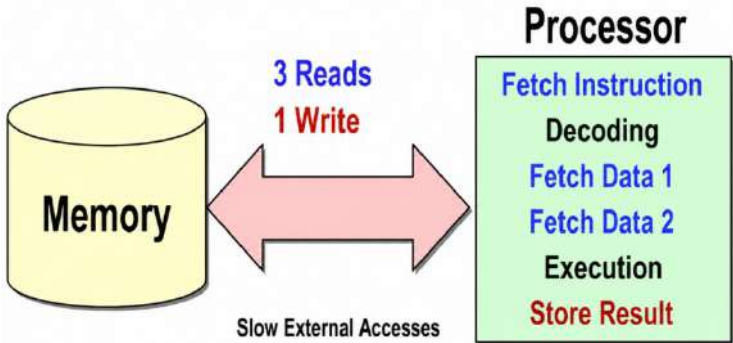 Processor
3 Reads
1 Write
Memory
Slow External Accesses
Fetch Instruction
Decoding
Fetch Data 1
Fetch Data 2
Execution
Store Result